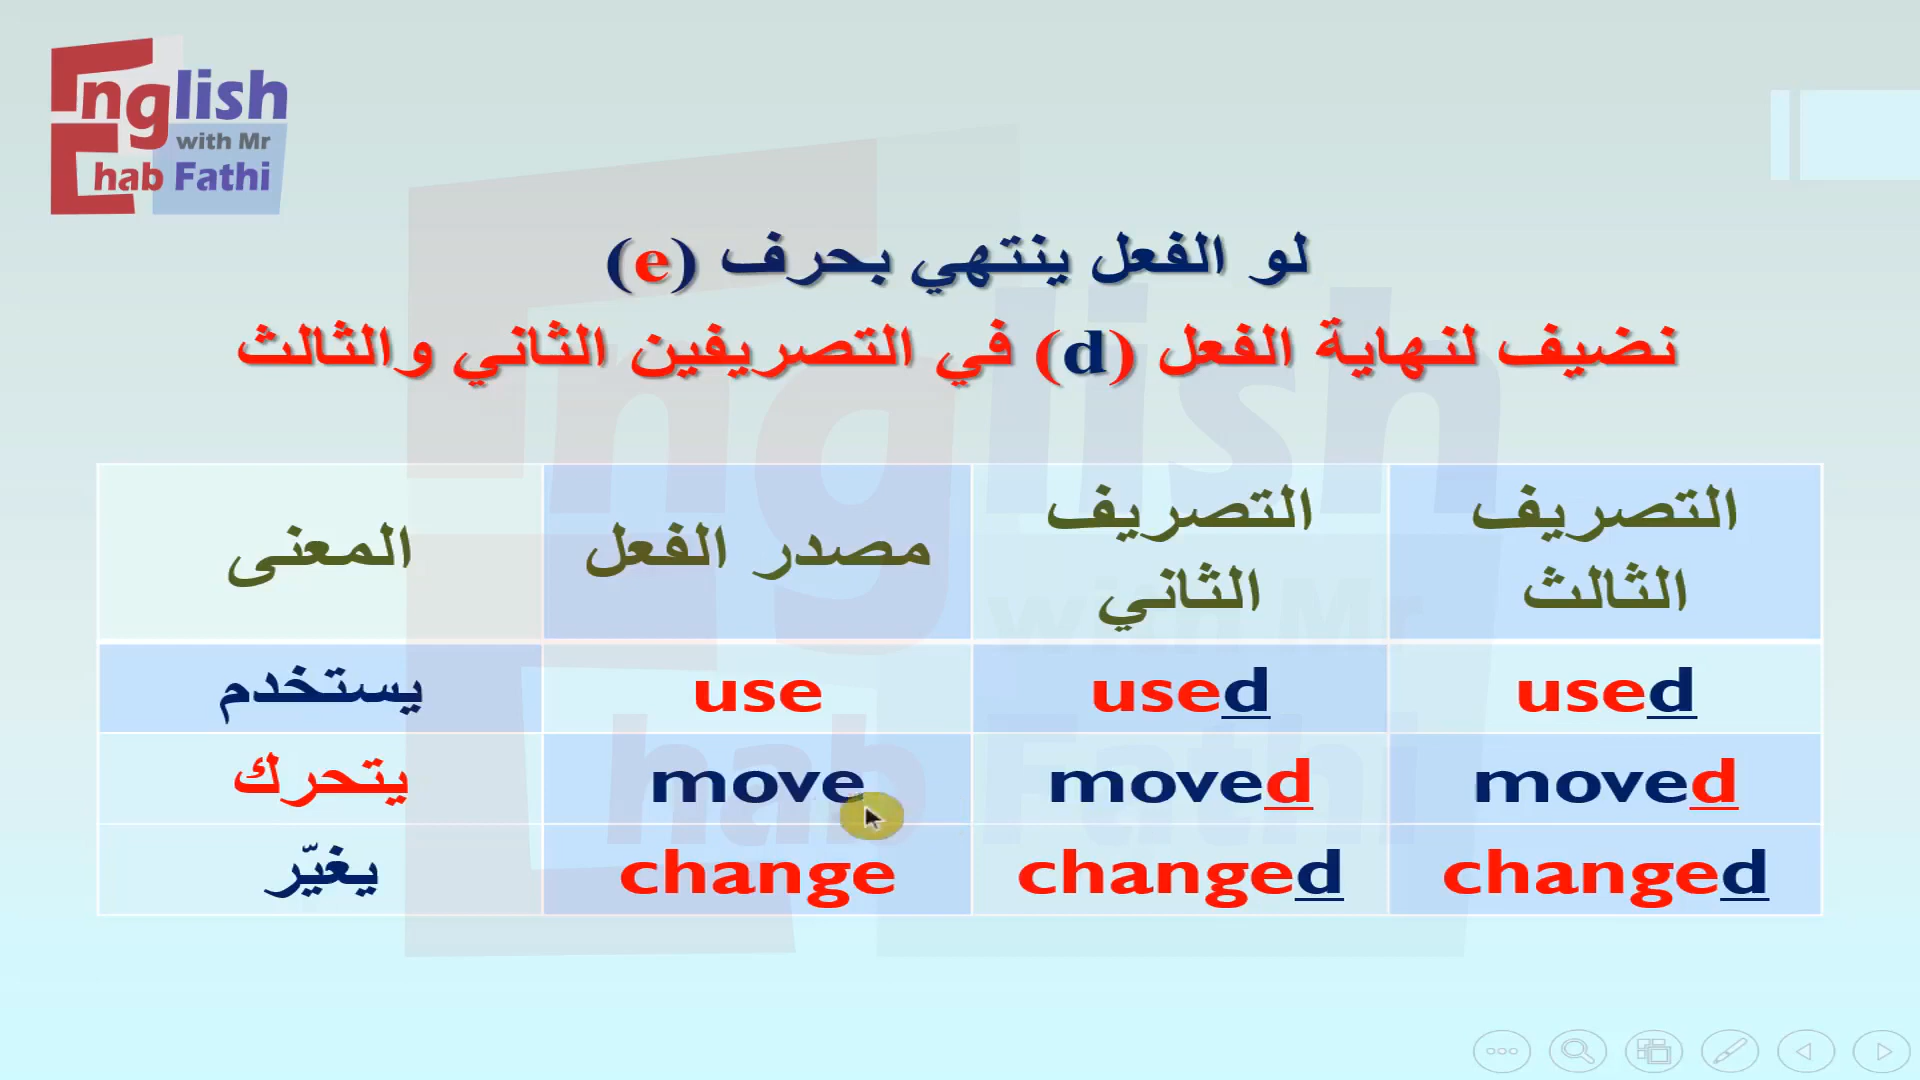 English
with Mr
Ehab Fathi
لو الفعل ينتهي بحرف (e)
نضيف لنهاية الفعل (d) في التصريفين الثاني والثالث
المعنى مصدر الفعل التصريف الثاني التصريف الثالث
يستخدم use used used
يتحرك move moved moved
يغيّر change changed changed